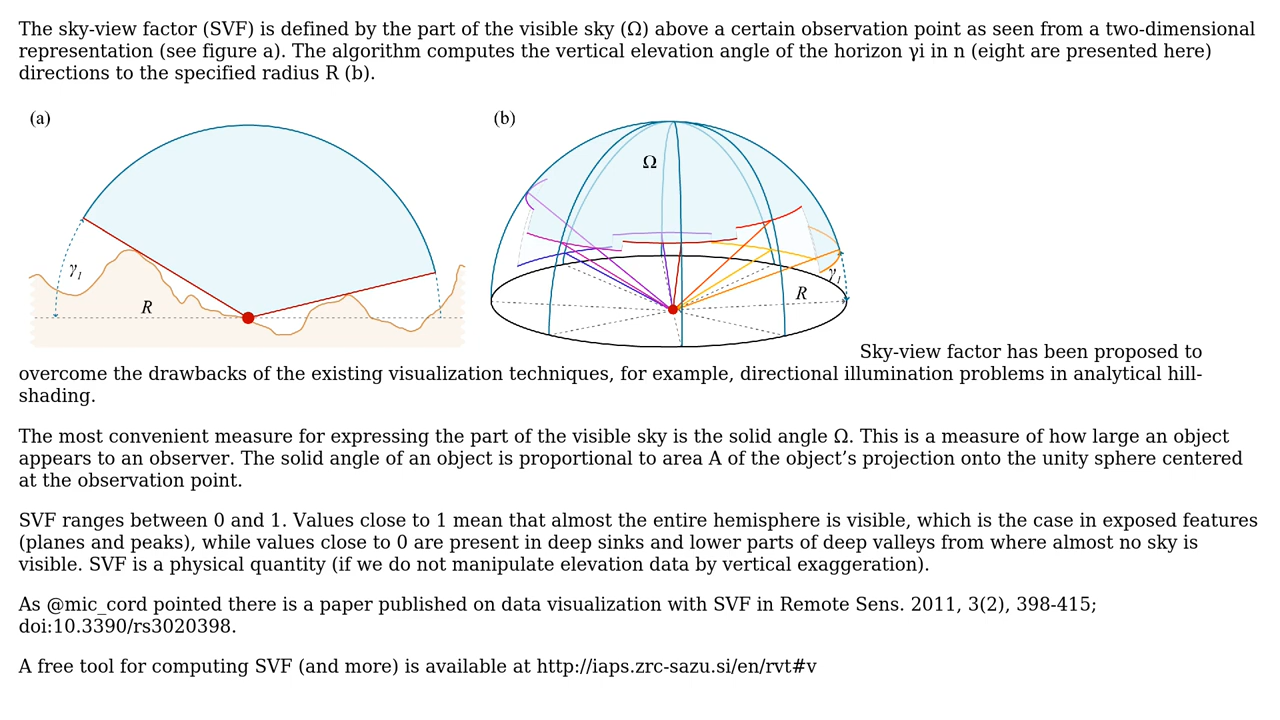 The sky-view factor (SVF) is defined by the part of the visible sky (Ω) above a certain observation point as seen from a two-dimensional
representation (see figure a). The algorithm computes the vertical elevation angle of the horizon γi in n (eight are presented here)
directions to the specified radius R (b).
(a)
(b)
Ω
γ1
R
γ1
R
Sky-view factor has been proposed to
overcome the drawbacks of the existing visualization techniques, for example, directional illumination problems in analytical hill-
shading.
The most convenient measure for expressing the part of the visible sky is the solid angle Ω. This is a measure of how large an object
appears to an observer. The solid angle of an object is proportional to area A of the object’s projection onto the unity sphere centered
at the observation point.
SVF ranges between 0 and 1. Values close to 1 mean that almost the entire hemisphere is visible, which is the case in exposed features
(planes and peaks), while values close to 0 are present in deep sinks and lower parts of deep valleys from where almost no sky is
visible. SVF is a physical quantity (if we do not manipulate elevation data by vertical exaggeration).
As @mic_cord pointed there is a paper published on data visualization with SVF in Remote Sens. 2011, 3(2), 398-415;
doi:10.3390/rs3020398.
A free tool for computing SVF (and more) is available at http://iaps.zrc-sazu.si/en/rvt#v